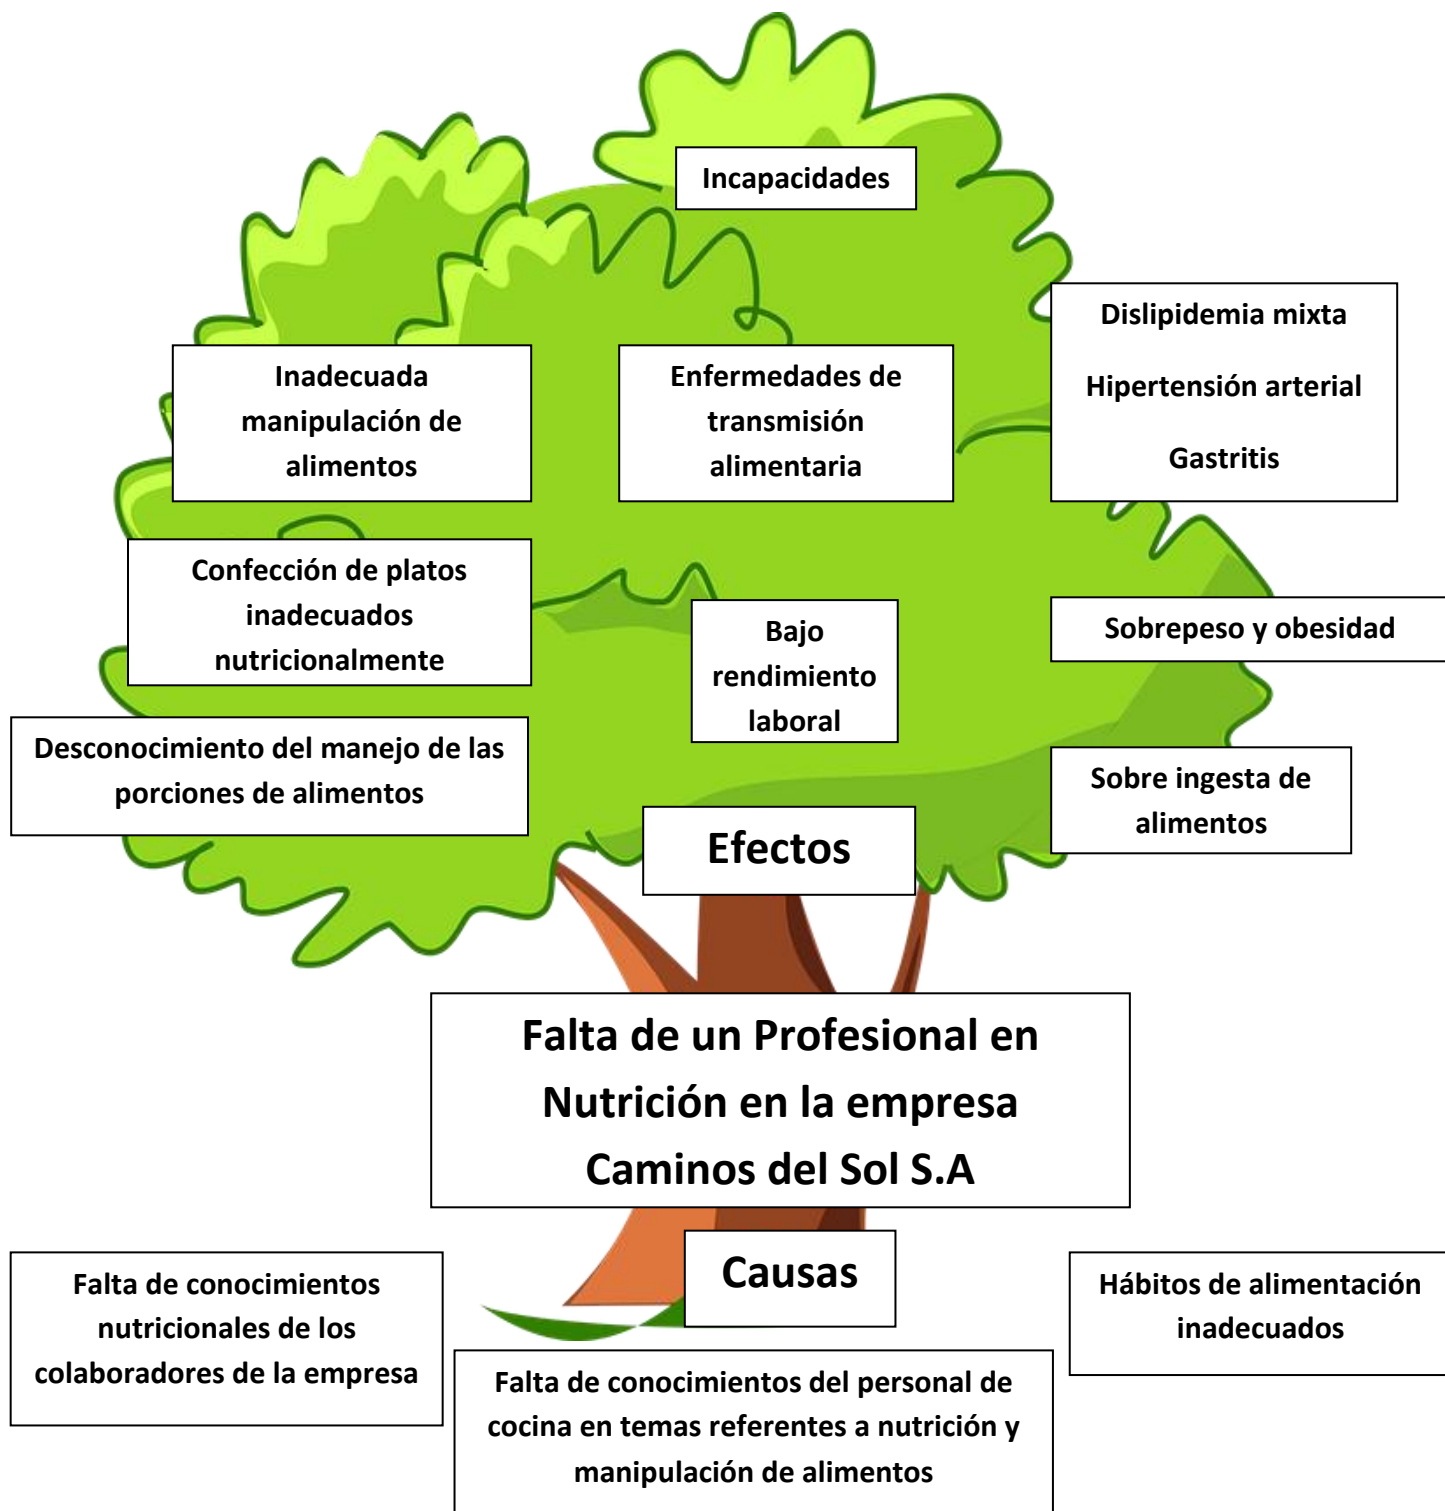 Incapacidades
Dislipidemia mixta
Hipertensión arterial
Gastritis
Inadecuada
manipulación de
alimentos
Enfermedades de
transmisión
alimentaria
Confección de platos
inadecuados
nutricionalmente
Bajo
rendimiento
laboral
Sobrepeso y obesidad
Desconocimiento del manejo de las
porciones de alimentos
Sobre ingesta de
alimentos
Efectos
Falta de un Profesional en
Nutrición en la empresa
Caminos del Sol S.A
Causas
Falta de conocimientos
nutricionales de los
colaboradores de la empresa
Hábitos de alimentación
inadecuados
Falta de conocimientos del personal de
cocina en temas referentes a nutrición y
manipulación de alimentos